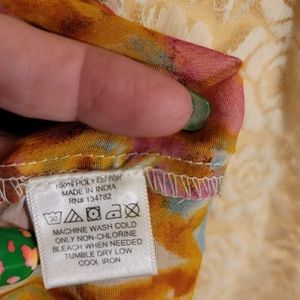 100% POLYESTER
MADE IN INDIA
RN# 134782
MACHINE WASH COLD
ONLY NON-CHLORINE
BLEACH WHEN NEEDED
TUMBLE DRY LOW
COOL IRON